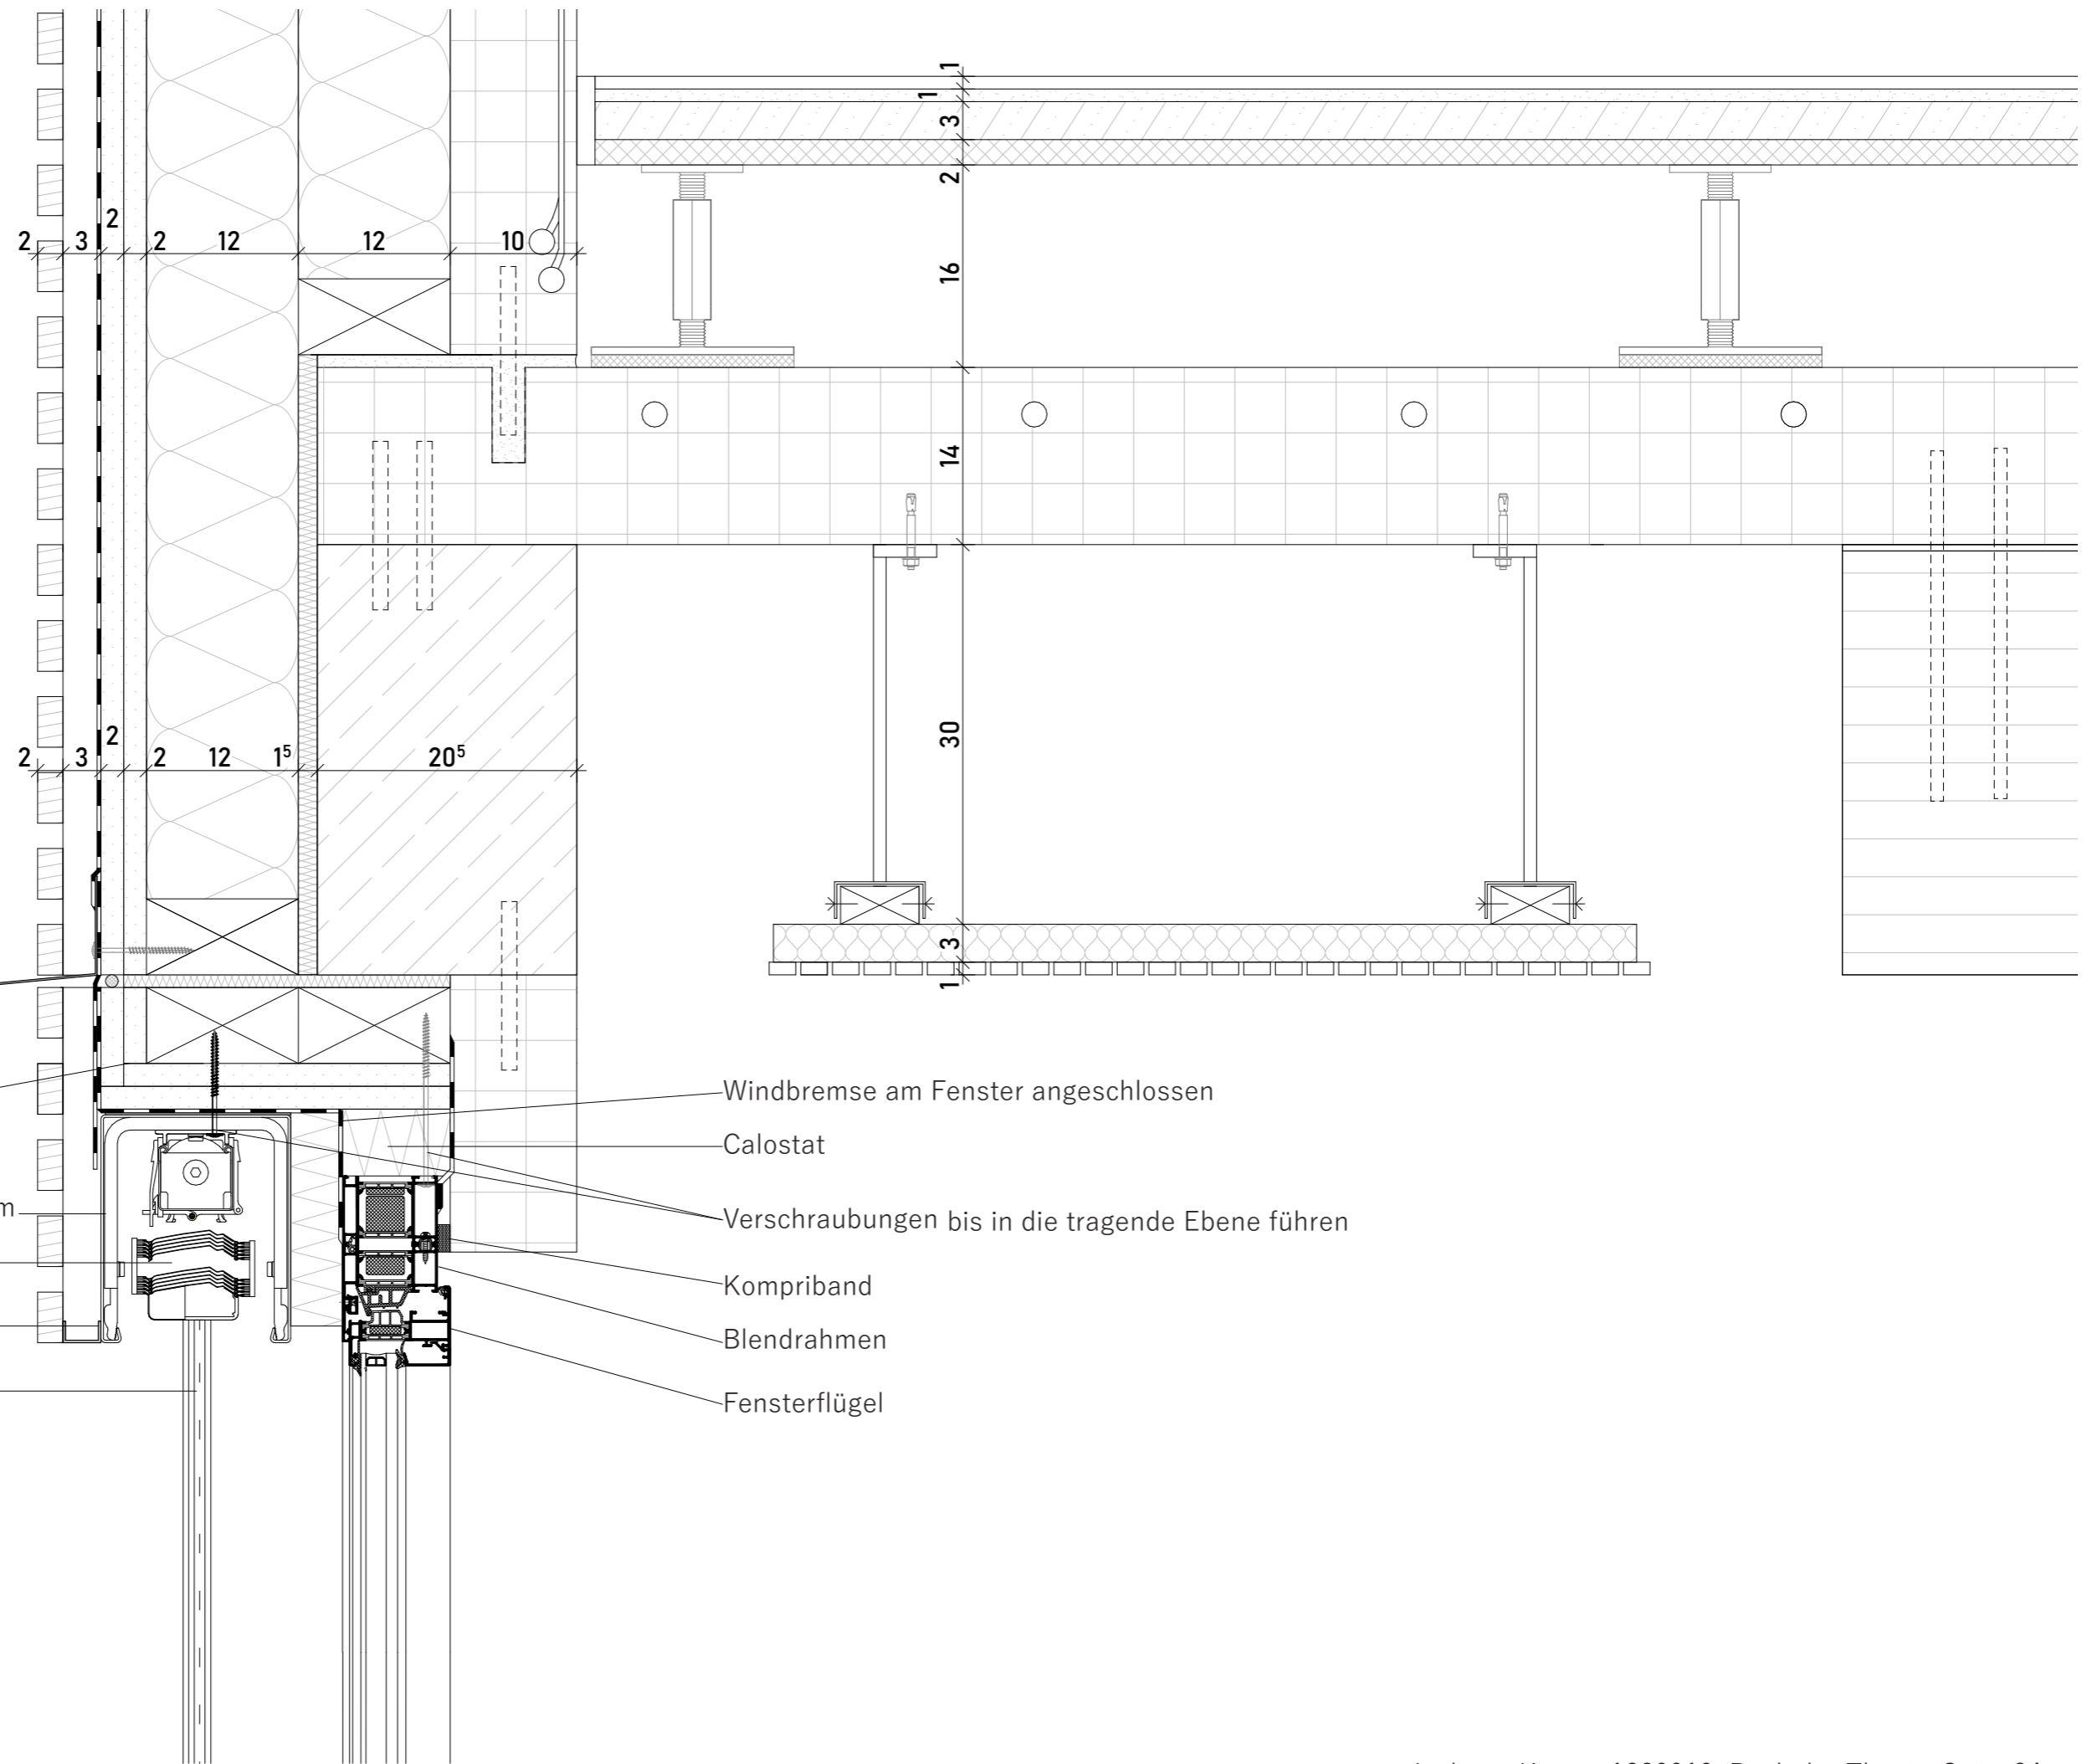 1
1
3
2
2 3 2 2 12 12 10
16
14
2 3 2 2 12 1⁵ 20⁵
30
3
1
Windbremse am Fenster angeschlossen
Calostat
m
Verschraubungen bis in die tragende Ebene führen
Kompriband
Blendrahmen
Fensterflügel